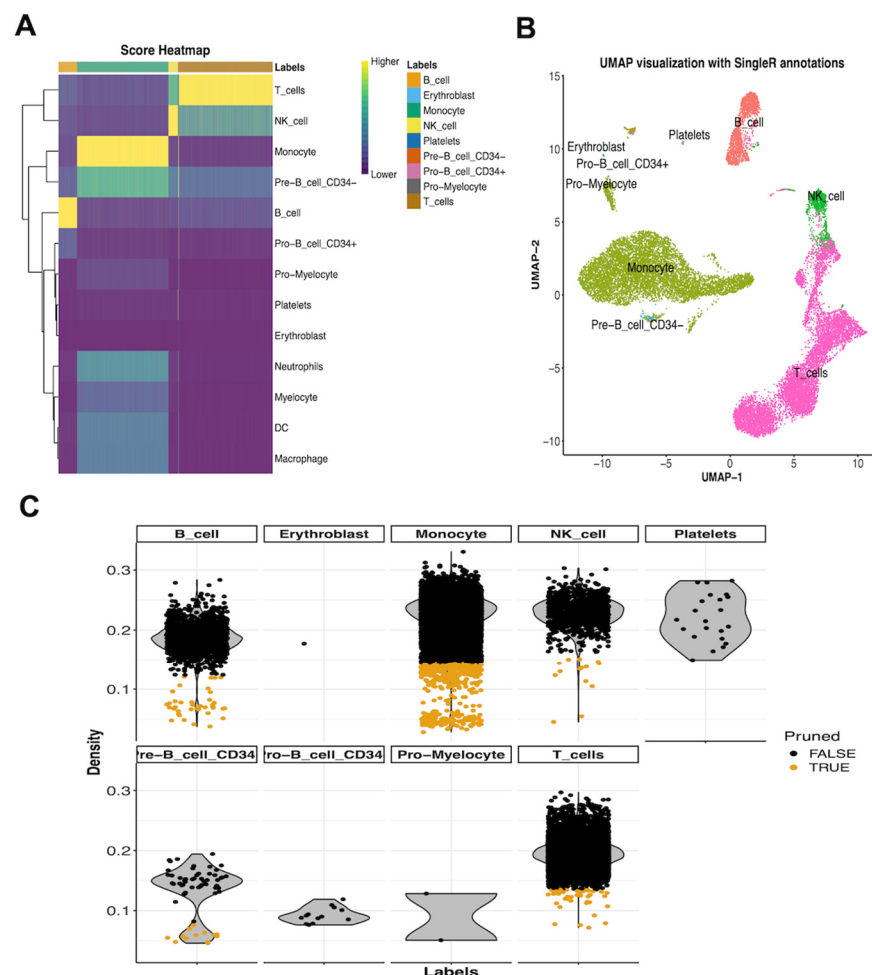 A
Score Heatmap
Labels
T_cells
NK_cell
Monocyte
Pre-B_cell_CD34-
B_cell
Pro-B_cell_CD34+
Pro-Myelocyte
Platelets
Erythroblast
Neutrophils
Myelocyte
DC
Macrophage
Higher
Lower
Labels
B_cell
Erythroblast
Monocyte
NK_cell
Platelets
Pre-B_cell_CD34-
Pro-B_cell_CD34+
Pro-Myelocyte
T_cells
B
UMAP visualization with SingleR annotations
15
10
5
0
−5
−10
UMAP−2
B_cell
Platelets
Erythroblast
Pro−B_cell_CD34+
Pro−Myelocyte
NK_cell
Monocyte
Pre−B_cell_CD34−
T_cells
−10
−5
0
5
10
UMAP−1
C
B_cell
Erythroblast
Monocyte
NK_cell
Platelets
0.3
0.2
0.1
Density
Pre−B_cell_CD34
Pro−B_cell_CD34
Pro−Myelocyte
T_cells
0.3
0.2
0.1
Labels
Pruned
FALSE
TRUE